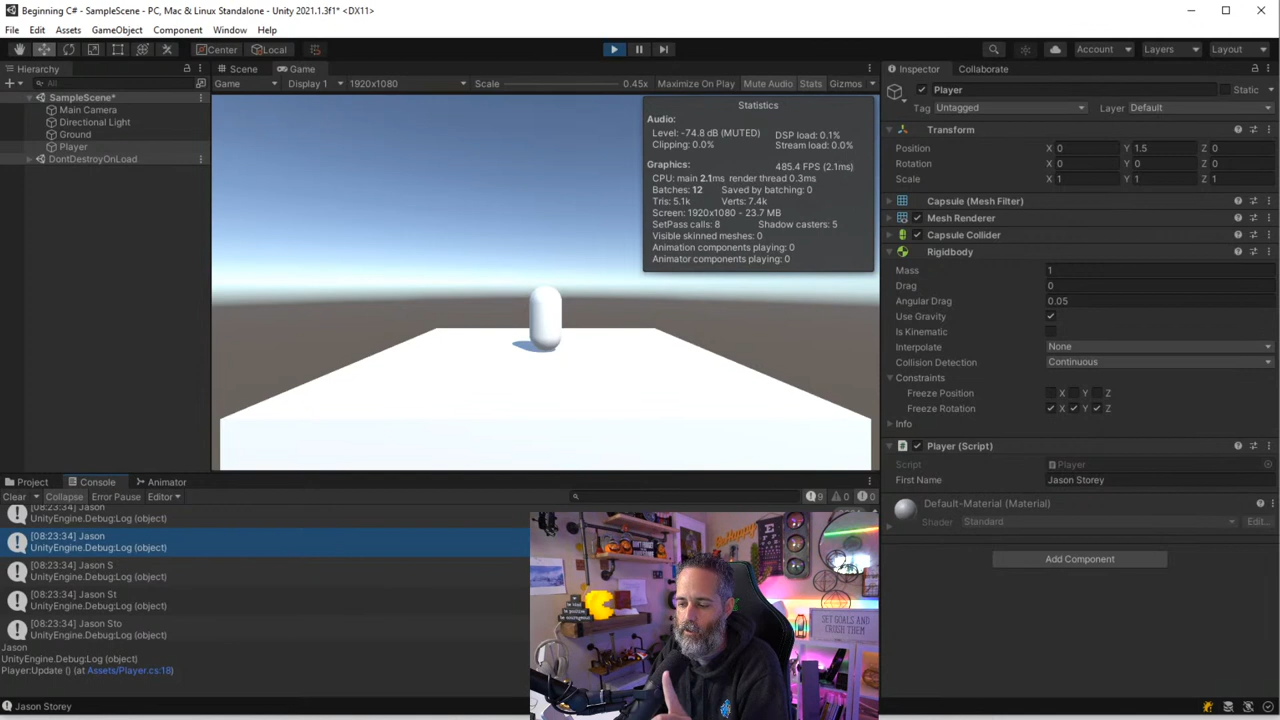 Beginning C# - SampleScene - PC, Mac & Linux Standalone - Unity 2021.1.3f1* <DX11>
File Edit Assets GameObject Component Window Help
Center Local Account Layers Layout
Hierarchy
All
SampleScene*
Main Camera
Directional Light
Ground
Player
DontDestroyOnLoad
Scene Game
Game Display 1 1920x1080 Scale 0.45x Maximize On Play Mute Audio Stats Gizmos
Statistics
Audio:
Level: -74.8 dB (MUTED) DSP load: 0.1%
Clipping: 0.0% Stream load: 0.0%
Graphics: 485.4 FPS (2.1ms)
CPU: main 2.1ms render thread 0.3ms
Batches: 12 Saved by batching: 0
Tris: 5.1k Verts: 7.4k
Screen: 1920x1080 - 23.7 MB
SetPass calls: 8 Shadow casters: 5
Visible skinned meshes: 0
Animation components playing: 0
Animator components playing: 0
Inspector Collaborate
Player Static
Tag Untagged Layer Default
Transform
Position X 0 Y 1.5 Z 0
Rotation X 0 Y 0 Z 0
Scale X 1 Y 1 Z 1
Capsule (Mesh Filter)
Mesh Renderer
Capsule Collider
Rigidbody
Mass 1
Drag 0
Angular Drag 0.05
Use Gravity
Is Kinematic
Interpolate None
Collision Detection Continuous
Constraints
Freeze Position X Y Z
Freeze Rotation X Y Z
Info
Player (Script)
Script Player
First Name Jason Storey
Default-Material (Material)
Shader Standard Edit...
Add Component
Project Console Animator
Clear Collapse Error Pause Editor 9 0 0
[08:23:34] Jason
UnityEngine.Debug:Log (object)
[08:23:34] Jason
UnityEngine.Debug:Log (object)
[08:23:34] Jason S
UnityEngine.Debug:Log (object)
[08:23:34] Jason St
UnityEngine.Debug:Log (object)
[08:23:34] Jason Sto
UnityEngine.Debug:Log (object)
Jason
UnityEngine.Debug:Log (object)
Player:Update () (at Assets/Player.cs:18)
Jason Storey
SET GOALS AND
CRUSH THEM